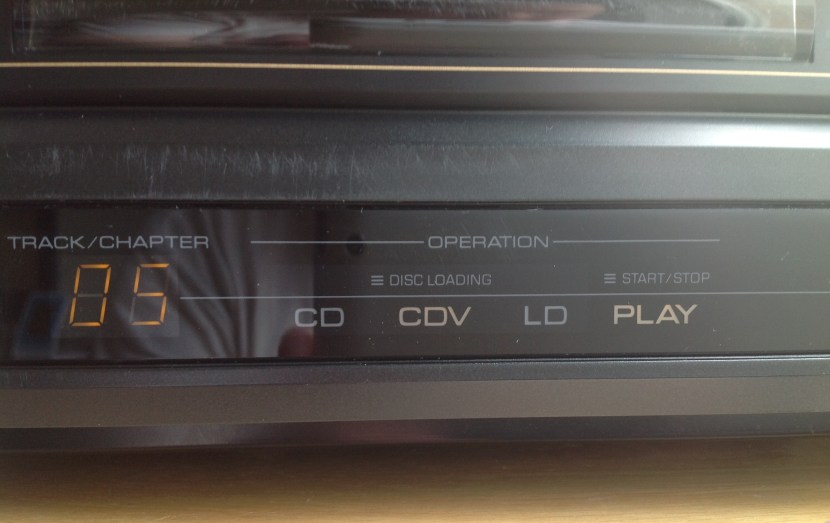 TRACK/CHAPTER OPERATION
05 DISC LOADING START/STOP
CD CDV LD PLAY